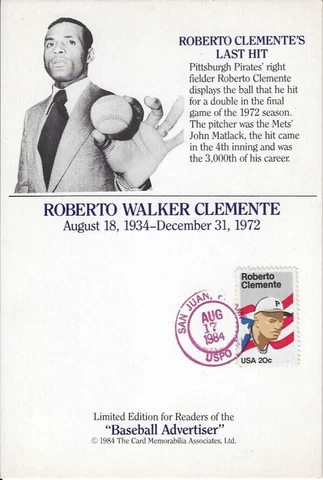 ROBERTO CLEMENTE'S
LAST HIT
Pittsburgh Pirates' right
fielder Roberto Clemente
displays the ball that he hit
for a double in the final
game of the 1972 season.
The pitcher was the Mets'
John Matlack, the hit came
in the 4th inning and was
the 3,000th of his career.
ROBERTO WALKER CLEMENTE
August 18, 1934–December 31, 1972
Roberto
Clemente
P
USA 20c
SAN JUAN,
AUG
17
1984
USPO
Limited Edition for Readers of the
"Baseball Advertiser"
© 1984 The Card Memorabilia Associates, Ltd.